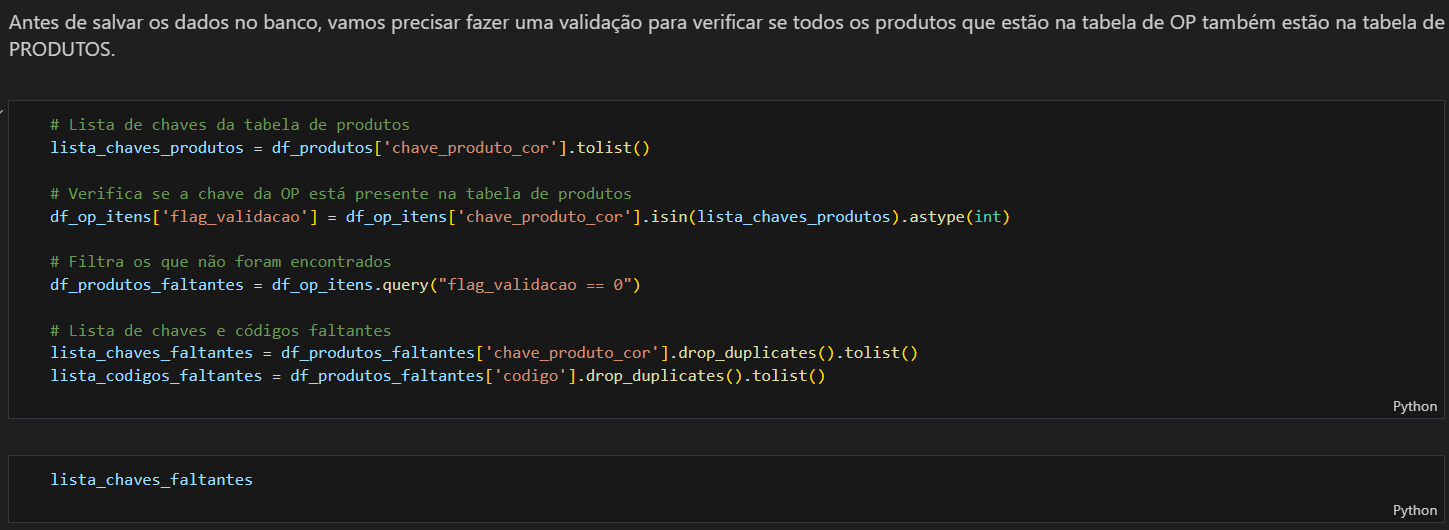 Antes de salvar os dados no banco, vamos precisar fazer uma validação para verificar se todos os produtos que estão na tabela de OP também estão na tabela de
PRODUTOS.
# Lista de chaves da tabela de produtos
lista_chaves_produtos = df_produtos['chave_produto_cor'].tolist()
# Verifica se a chave da OP está presente na tabela de produtos
df_op_itens['flag_validacao'] = df_op_itens['chave_produto_cor'].isin(lista_chaves_produtos).astype(int)
# Filtra os que não foram encontrados
df_produtos_faltantes = df_op_itens.query("flag_validacao == 0")
# Lista de chaves e códigos faltantes
lista_chaves_faltantes = df_produtos_faltantes['chave_produto_cor'].drop_duplicates().tolist()
lista_codigos_faltantes = df_produtos_faltantes['codigo'].drop_duplicates().tolist()
Python
lista_chaves_faltantes
Python